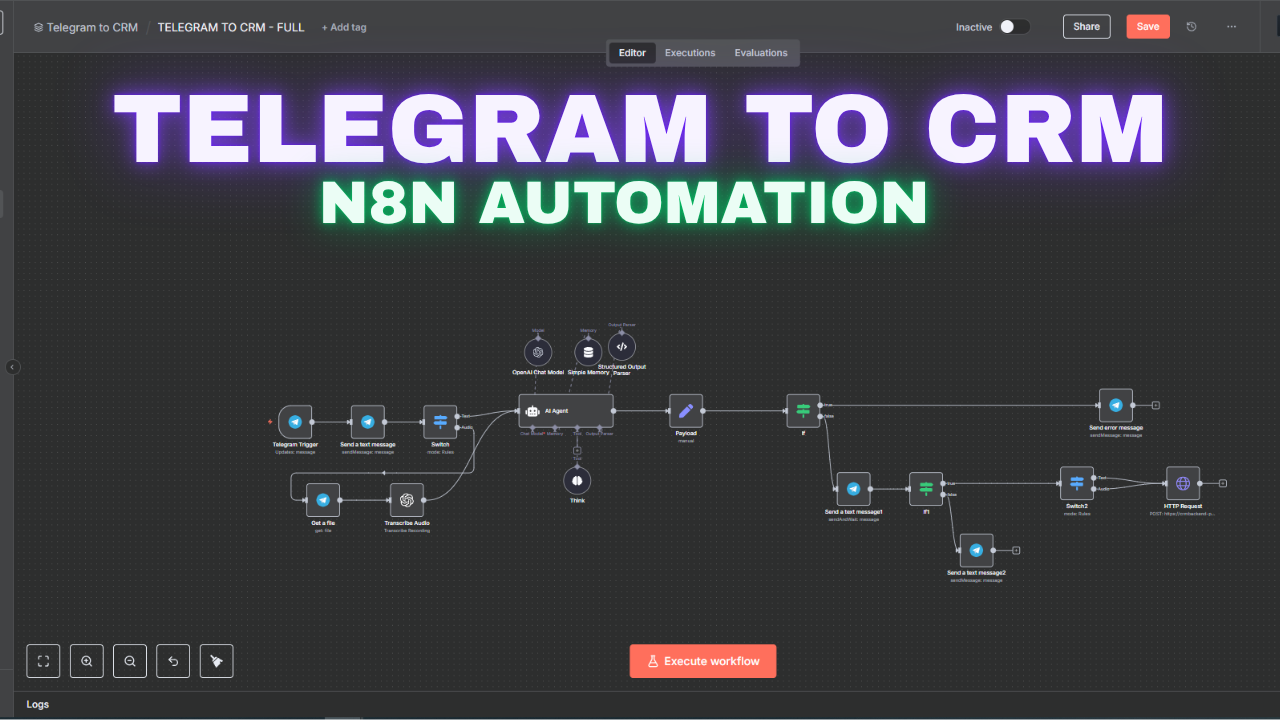 Telegram to CRM / TELEGRAM TO CRM - FULL + Add tag
Inactive
Share
Save
Editor Executions Evaluations
TELEGRAM TO CRM
N8N AUTOMATION
Model
Memory
Output Parser
OpenAI Chat Model
Simple Memory
Structured Output
Parser
Telegram Trigger
Updates: message
Send a text message
sendMessage: message
Text
Audio
Switch
mode: Rules
AI Agent
Chat Model*
Memory
Tool
Output Parser
Think
Get a file
get: file
Transcribe Audio
Transcribe Recording
Payload
manual
true
false
If
Send error message
sendMessage: message
Send a text message1
sendAndWait: message
true
false
If1
Send a text message2
sendMessage: message
Text
Audio
Switch2
mode: Rules
HTTP Request
POST: https://crmbackend-p...
Execute workflow
Logs